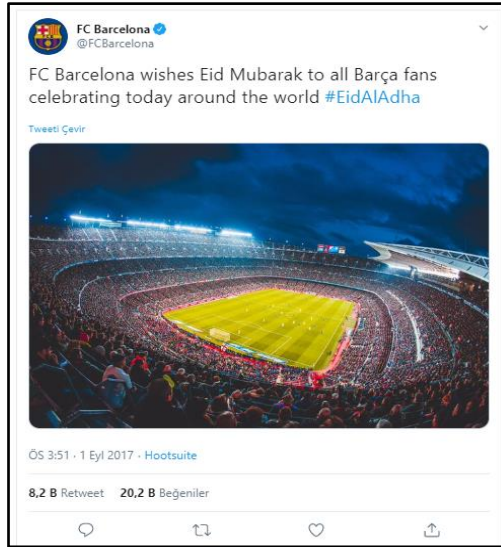 FC Barcelona
@FCBarcelona
FC Barcelona wishes Eid Mubarak to all Barça fans
celebrating today around the world #EidAlAdha
Tweeti Çevir
ÖS 3:51 · 1 Eyl 2017 · Hootsuite
8,2 B Retweet 20,2 B Beğeniler